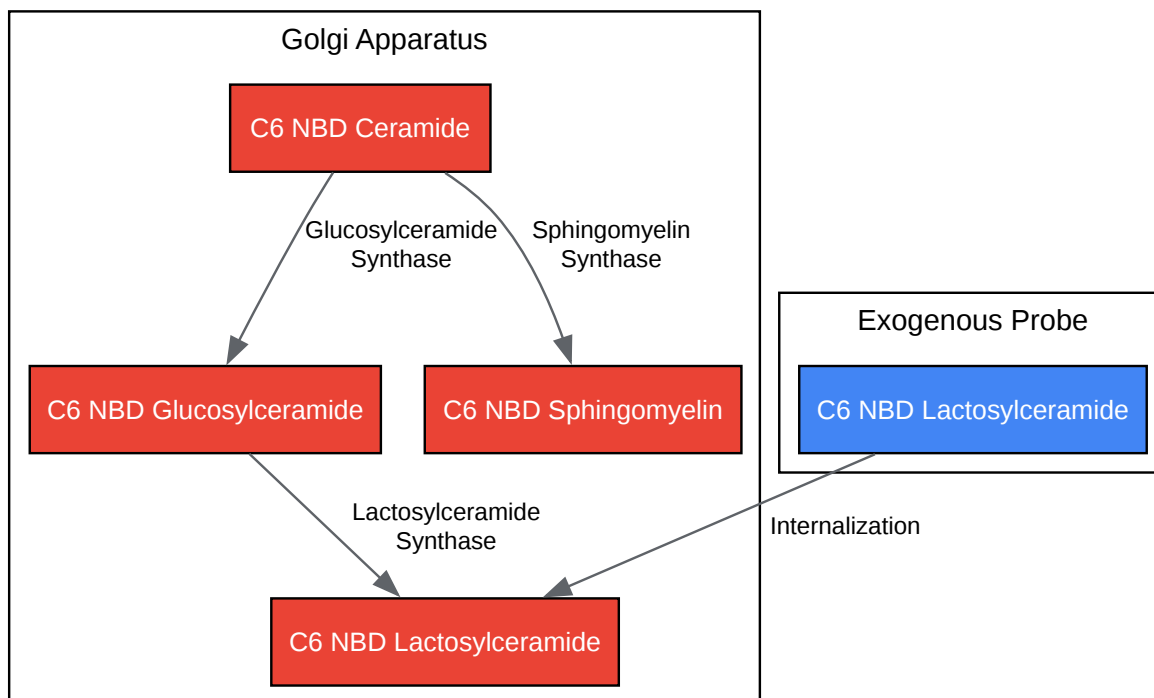 Golgi Apparatus
C6 NBD Ceramide
Glucosylceramide
Synthase
Sphingomyelin
Synthase
Exogenous Probe
C6 NBD Glucosylceramide
C6 NBD Sphingomyelin
C6 NBD Lactosylceramide
Lactosylceramide
Synthase
Internalization
C6 NBD Lactosylceramide